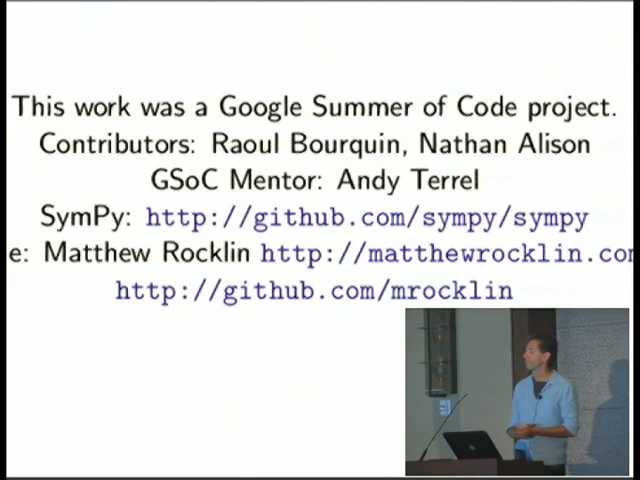 This work was a Google Summer of Code project.
Contributors: Raoul Bourquin, Nathan Alison
GSoC Mentor: Andy Terrel
SymPy: http://github.com/sympy/sympy
e: Matthew Rocklin http://matthewrocklin.com
http://github.com/mrocklin